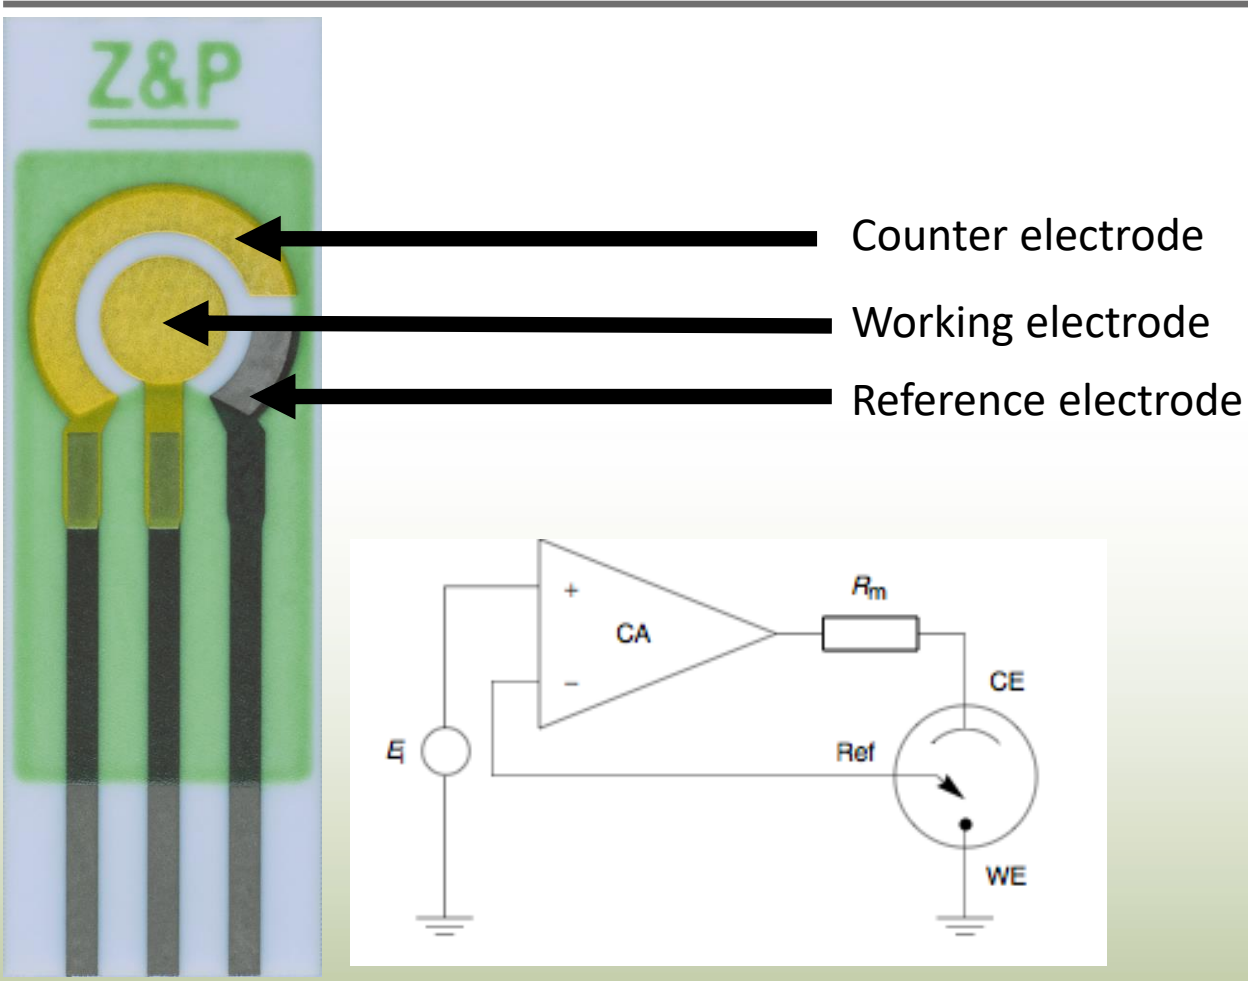 Z&P
Counter electrode
Working electrode
Reference electrode
+
CA
−
Rm
CE
Ei
Ref
WE